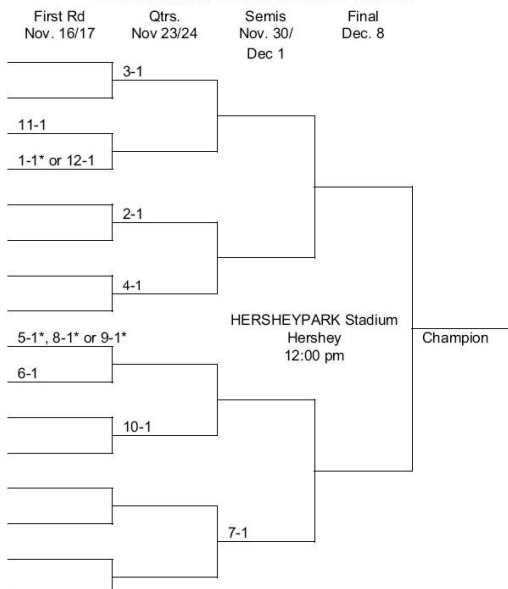 First Rd
Nov. 16/17
Qtrs.
Nov 23/24
Semis
Nov. 30/
Dec 1
Final
Dec. 8
3-1
11-1
1-1* or 12-1
2-1
4-1
HERSHEYPARK Stadium
Hershey
12:00 pm
5-1*, 8-1* or 9-1*
Champion
6-1
10-1
7-1